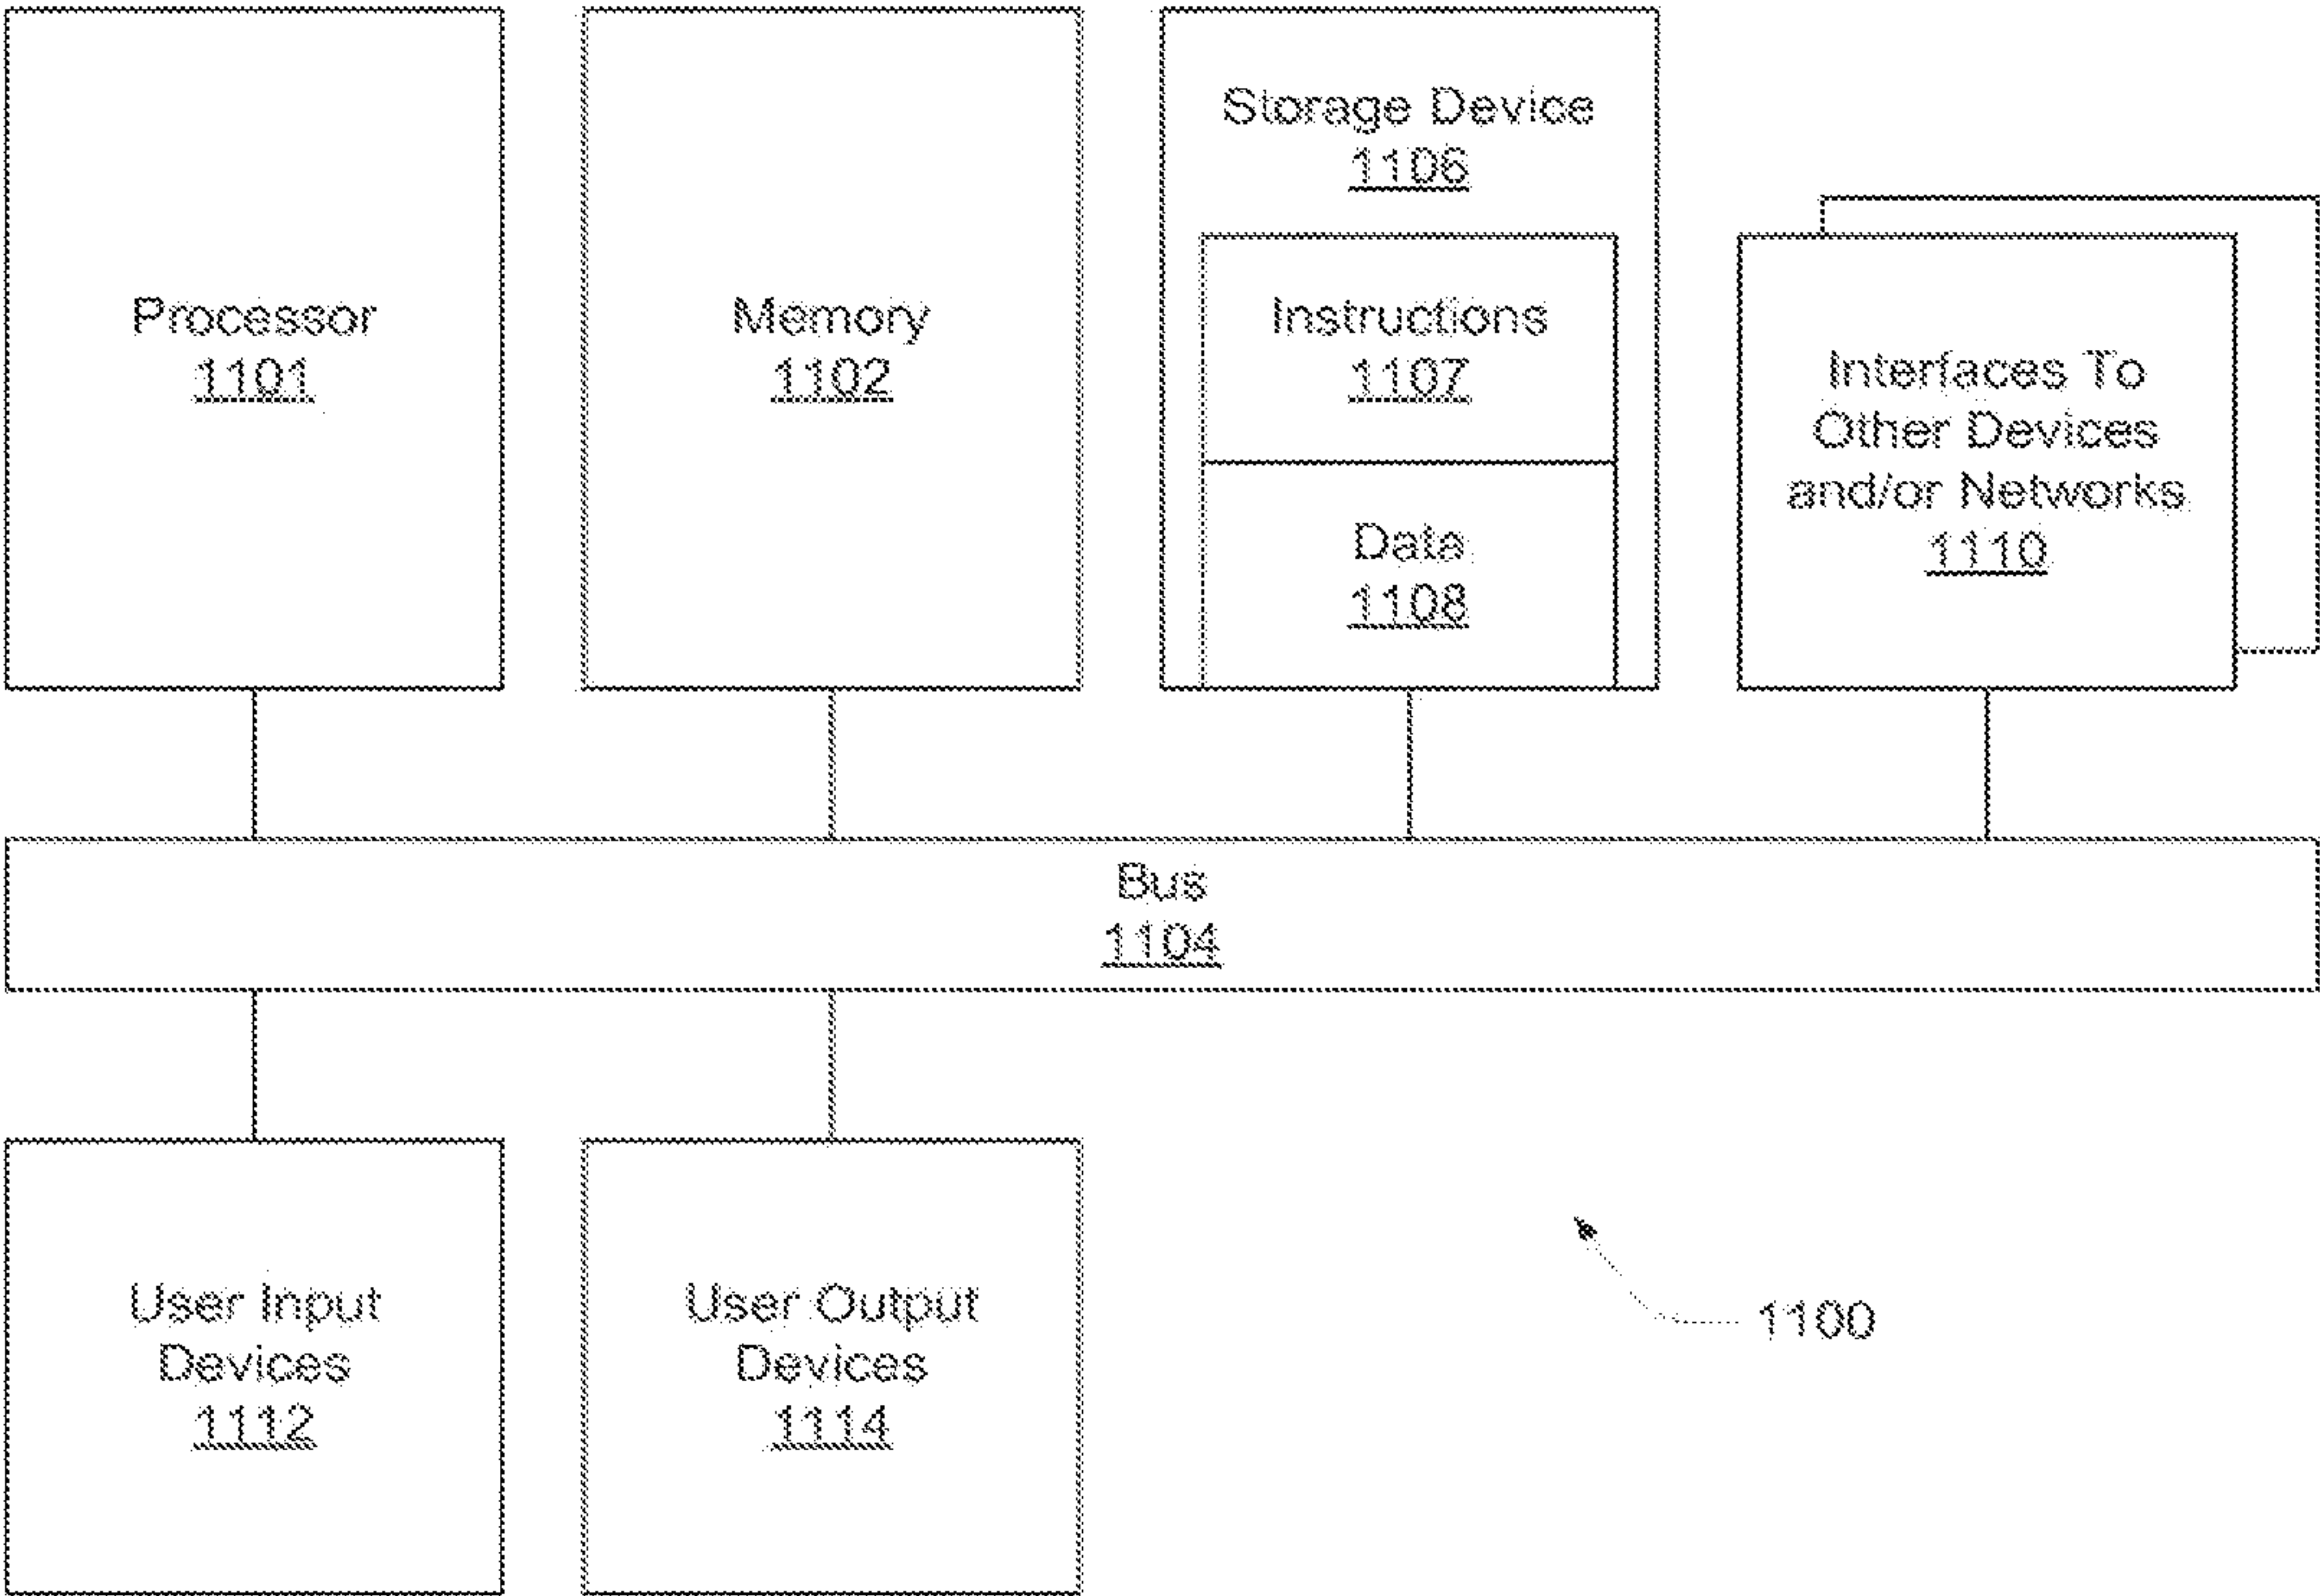 Processor
1101
Memory
1102
Storage Device
1106
Instructions
1107
Data
1108
Interfaces To
Other Devices
and/or Networks
1110
Bus
1104
User Input
Devices
1112
User Output
Devices
1114
1100